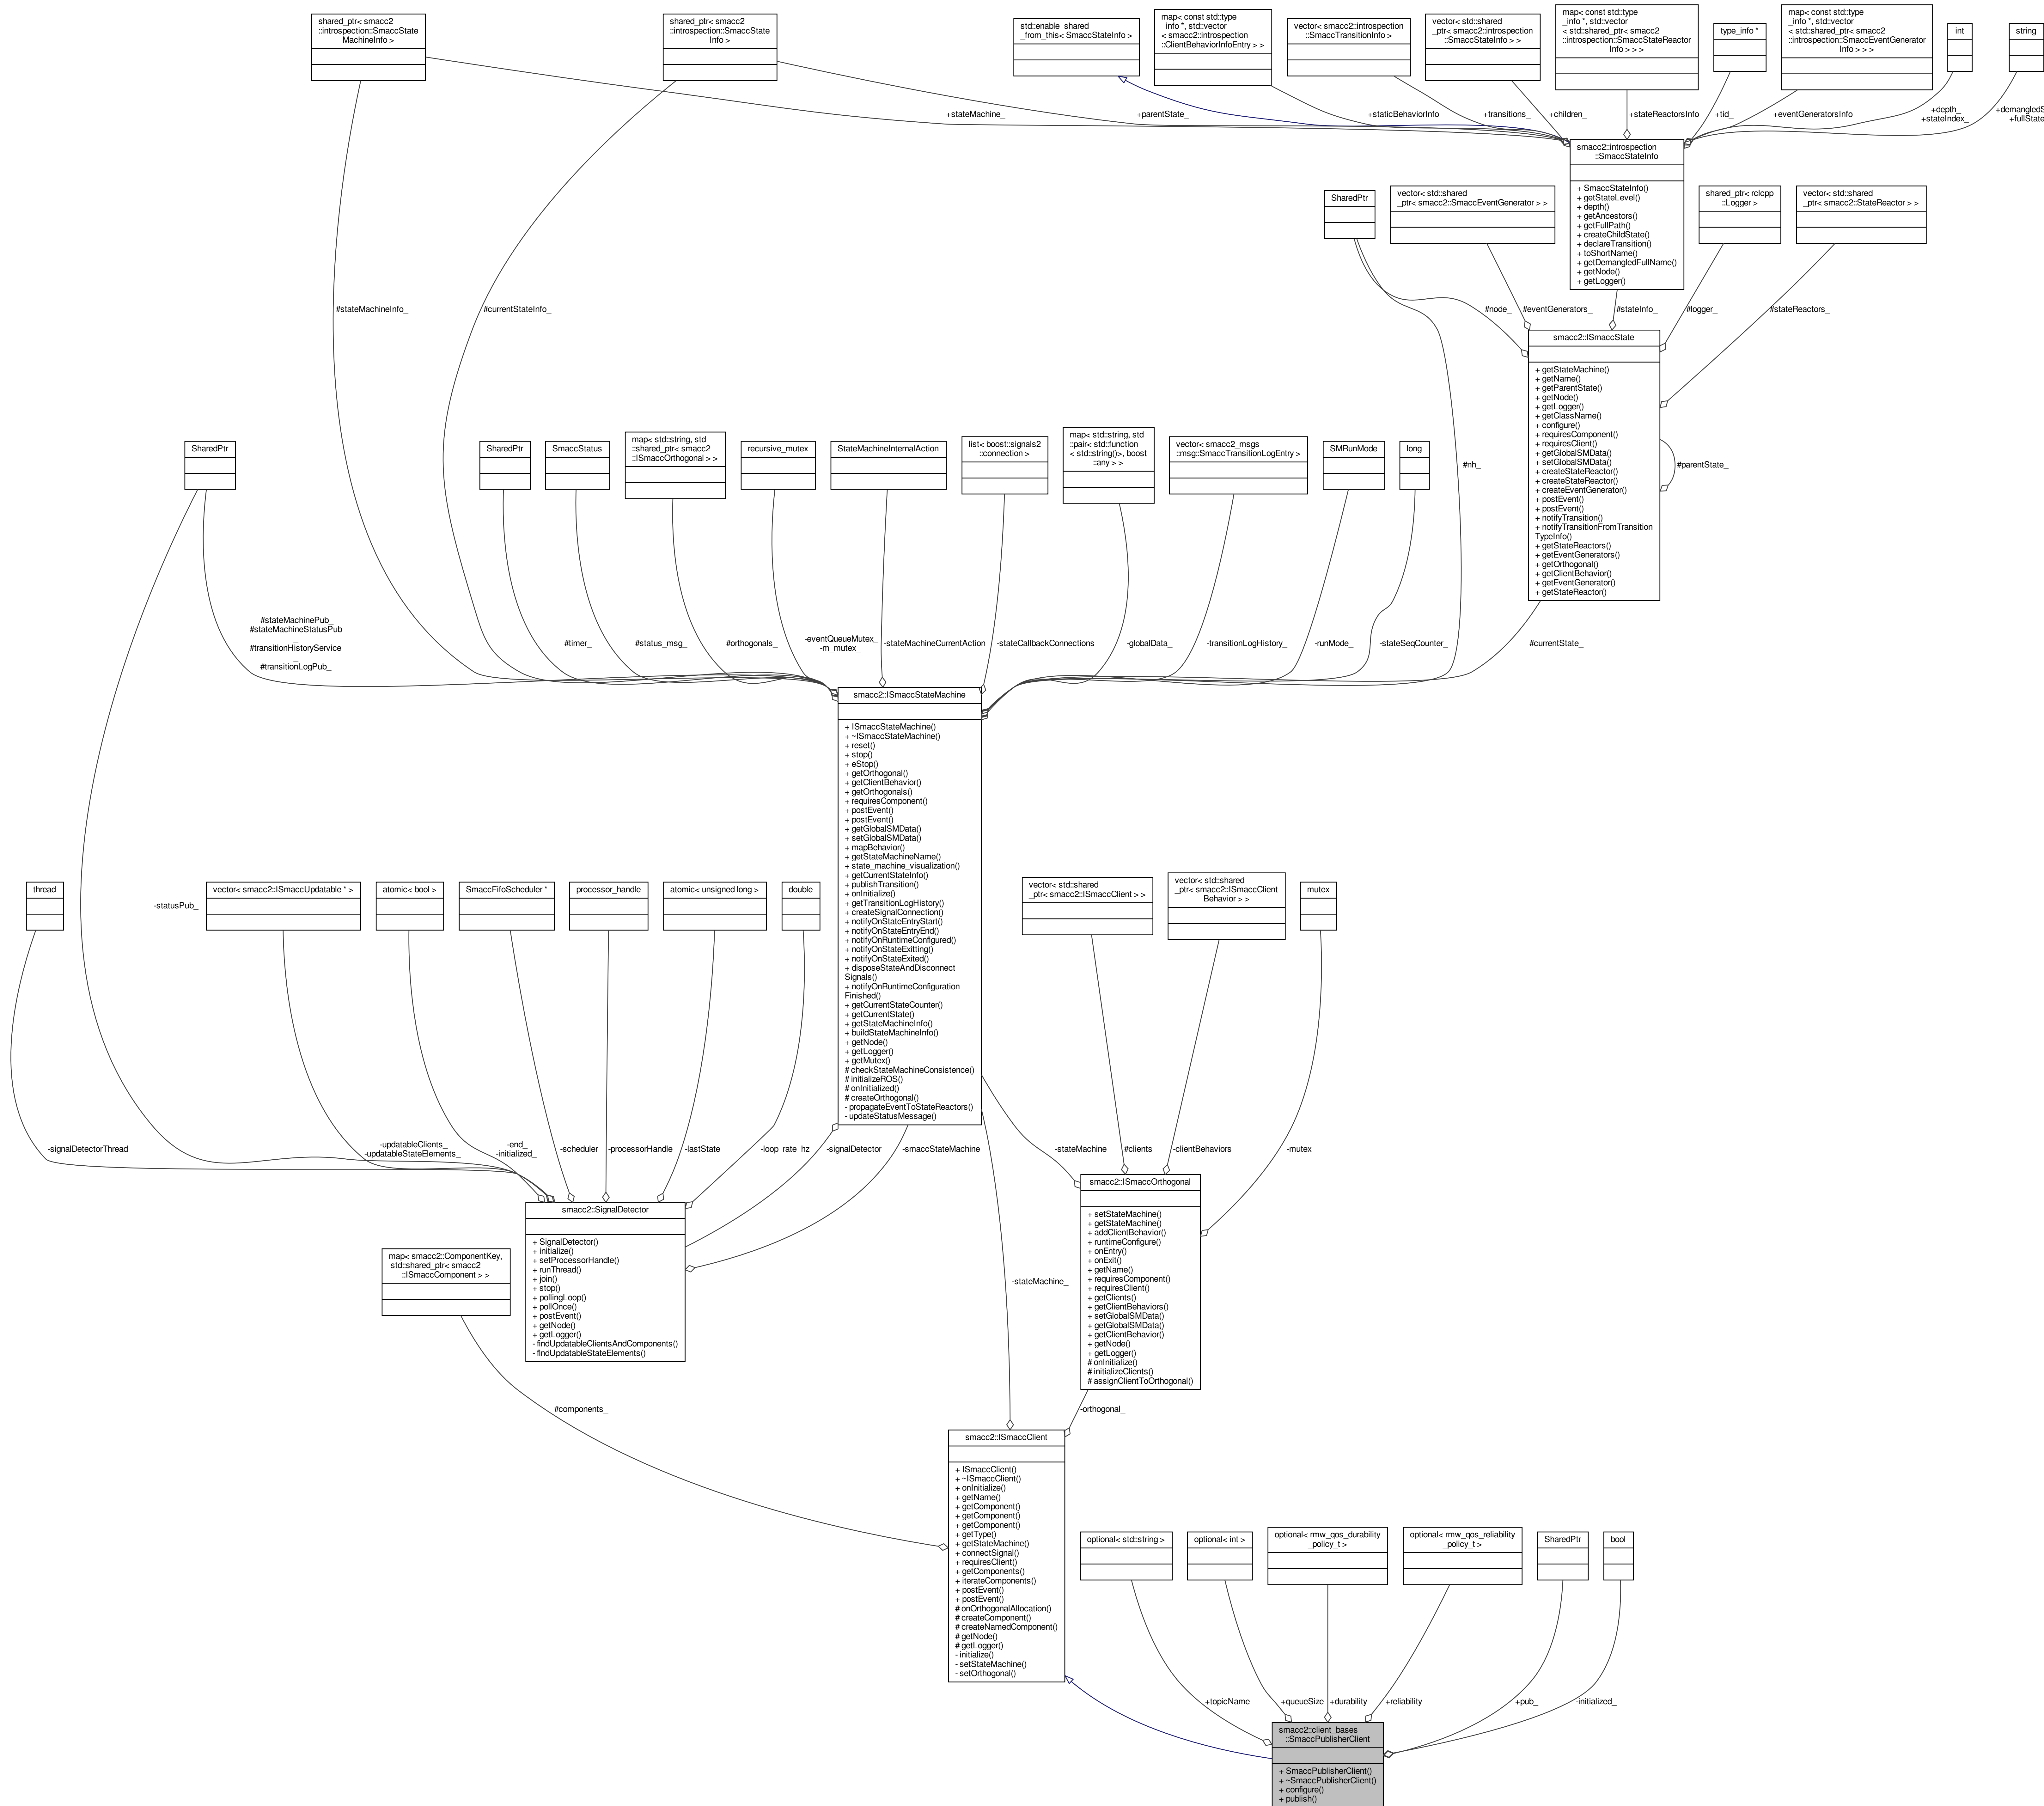 shared_ptr< smacc2
::introspection::SmaccState
MachineInfo >
shared_ptr< smacc2
::introspection::SmaccState
Info >
std::enable_shared
_from_this< SmaccStateInfo >
map< const std::type
_info *, std::vector
< smacc2::introspection
::ClientBehaviorInfoEntry > >
vector< smacc2::introspection
::SmaccTransitionInfo >
vector< std::shared
_ptr< smacc2::introspection
::SmaccStateInfo > >
map< const std::type
_info *, std::vector
< std::shared_ptr< smacc2
::introspection::SmaccStateReactor
Info > > >
type_info *
map< const std::type
_info *, std::vector
< std::shared_ptr< smacc2
::introspection::SmaccEventGenerator
Info > > >
int
string
+stateMachine_
+parentState_
+staticBehaviorInfo
+transitions_
+children_
+stateReactorsInfo
+tid_
+eventGeneratorsInfo
+depth_
+stateIndex_
+demangledS
+fullState
smacc2::introspection
::SmaccStateInfo
+ SmaccStateInfo()
+ getStateLevel()
+ depth()
+ getAncestors()
+ getFullPath()
+ createChildState()
+ declareTransition()
+ toShortName()
+ getDemangledFullName()
+ getNode()
+ getLogger()
SharedPtr
vector< std::shared
_ptr< smacc2::SmaccEventGenerator > >
shared_ptr< rclcpp
::Logger >
vector< std::shared
_ptr< smacc2::StateReactor > >
#stateMachineInfo_
#currentStateInfo_
#node_
#eventGenerators_
#stateInfo_
#logger_
#stateReactors_
smacc2::ISmaccState
+ getStateMachine()
+ getName()
+ getParentState()
+ getNode()
+ getLogger()
+ getClassName()
+ configure()
+ requiresComponent()
+ requiresClient()
+ getGlobalSMData()
+ setGlobalSMData()
+ createStateReactor()
+ createStateReactor()
+ createEventGenerator()
+ postEvent()
+ postEvent()
+ notifyTransition()
+ notifyTransitionFromTransition
TypeInfo()
+ getStateReactors()
+ getEventGenerators()
+ getOrthogonal()
+ getClientBehavior()
+ getEventGenerator()
+ getStateReactor()
#parentState_
SharedPtr
SharedPtr
SmaccStatus
map< std::string, std
::shared_ptr< smacc2
::ISmaccOrthogonal > >
recursive_mutex
StateMachineInternalAction
list< boost::signals2
::connection >
map< std::string, std
::pair< std::function
< std::string()>, boost
::any > >
vector< smacc2_msgs
::msg::SmaccTransitionLogEntry >
SMRunMode
long
#nh_
#stateMachinePub_
#stateMachineStatusPub
_
#transitionHistoryService
_
#transitionLogPub_
#timer_
#status_msg_
#orthogonals_
-eventQueueMutex_
-m_mutex_
-stateMachineCurrentAction
-stateCallbackConnections
-globalData_
-transitionLogHistory_
-runMode_
-stateSeqCounter_
#currentState_
smacc2::ISmaccStateMachine
+ ISmaccStateMachine()
+ ~ISmaccStateMachine()
+ reset()
+ stop()
+ eStop()
+ getOrthogonal()
+ getClientBehavior()
+ getOrthogonals()
+ requiresComponent()
+ postEvent()
+ postEvent()
+ getGlobalSMData()
+ setGlobalSMData()
+ mapBehavior()
+ getStateMachineName()
+ state_machine_visualization()
+ getCurrentStateInfo()
+ publishTransition()
+ onInitialize()
+ getTransitionLogHistory()
+ createSignalConnection()
+ notifyOnStateEntryStart()
+ notifyOnStateEntryEnd()
+ notifyOnRuntimeConfigured()
+ notifyOnStateExitting()
+ notifyOnStateExited()
+ disposeStateAndDisconnect
Signals()
+ notifyOnRuntimeConfiguration
Finished()
+ getCurrentStateCounter()
+ getCurrentState()
+ getStateMachineInfo()
+ buildStateMachineInfo()
+ getNode()
+ getLogger()
+ getMutex()
# checkStateMachineConsistence()
# initializeROS()
# onInitialized()
# createOrthogonal()
- propagateEventToStateReactors()
- updateStatusMessage()
thread
-statusPub_
vector< smacc2::ISmaccUpdatable * >
atomic< bool >
SmaccFifoScheduler *
processor_handle
atomic< unsigned long >
double
vector< std::shared
_ptr< smacc2::ISmaccClient > >
vector< std::shared
_ptr< smacc2::ISmaccClient
Behavior > >
mutex
-signalDetectorThread_
-updatableClients_
-updatableStateElements_
-end_
-initialized_
-scheduler_
-processorHandle_
-lastState_
-loop_rate_hz
-signalDetector_
-smaccStateMachine_
-stateMachine_
#clients_
-clientBehaviors_
-mutex_
smacc2::SignalDetector
+ SignalDetector()
+ initialize()
+ setProcessorHandle()
+ runThread()
+ join()
+ stop()
+ pollingLoop()
+ pollOnce()
+ postEvent()
+ getNode()
+ getLogger()
- findUpdatableClientsAndComponents()
- findUpdatableStateElements()
smacc2::ISmaccOrthogonal
+ setStateMachine()
+ getStateMachine()
+ addClientBehavior()
+ runtimeConfigure()
+ onEntry()
+ onExit()
+ getName()
+ requiresComponent()
+ requiresClient()
+ getClients()
+ getClientBehaviors()
+ setGlobalSMData()
+ getGlobalSMData()
+ getClientBehavior()
+ getNode()
+ getLogger()
# onInitialize()
# initializeClients()
# assignClientToOrthogonal()
map< smacc2::ComponentKey,
std::shared_ptr< smacc2
::ISmaccComponent > >
-stateMachine_
#components_
-orthogonal_
smacc2::ISmaccClient
+ ISmaccClient()
+ ~ISmaccClient()
+ onInitialize()
+ getName()
+ getComponent()
+ getComponent()
+ getComponent()
+ getType()
+ getStateMachine()
+ connectSignal()
+ requiresClient()
+ getComponents()
+ iterateComponents()
+ postEvent()
+ postEvent()
# onOrthogonalAllocation()
# createComponent()
# createNamedComponent()
# getNode()
# getLogger()
- initialize()
- setStateMachine()
- setOrthogonal()
optional< std::string >
optional< int >
optional< rmw_qos_durability
_policy_t >
optional< rmw_qos_reliability
_policy_t >
SharedPtr
bool
+topicName
+queueSize
+durability
+reliability
+pub_
-initialized_
smacc2::client_bases
::SmaccPublisherClient
+ SmaccPublisherClient()
+ ~SmaccPublisherClient()
+ configure()
+ publish()